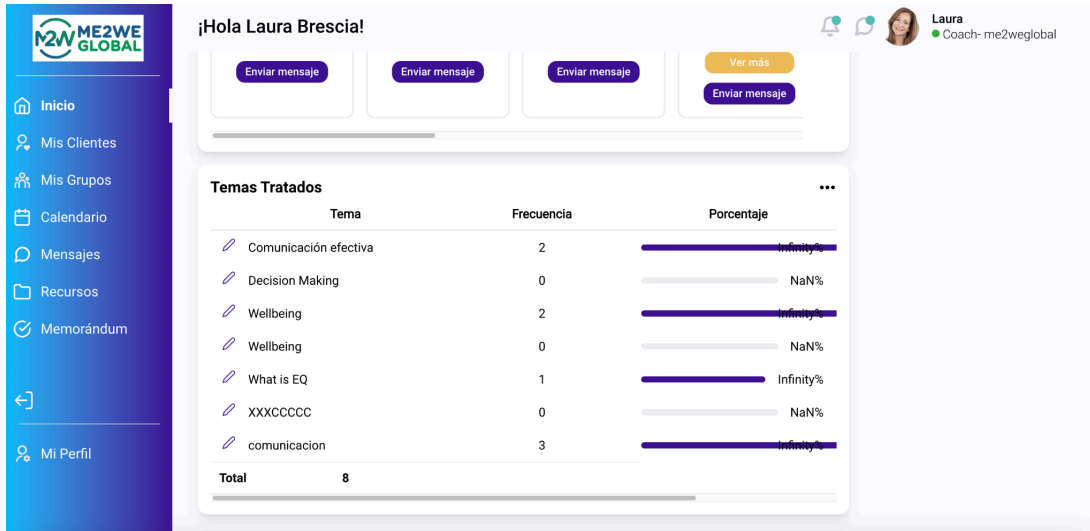 M2W ME2WE
GLOBAL
¡Hola Laura Brescia!
Laura
Coach- me2weglobal
Inicio
Mis Clientes
Mis Grupos
Calendario
Mensajes
Recursos
Memorándum
Mi Perfil
Ver más
Enviar mensaje Enviar mensaje Enviar mensaje Enviar mensaje
Temas Tratados
Tema Frecuencia Porcentaje
Comunicación efectiva 2 Infinity%
Decision Making 0 NaN%
Wellbeing 2 Infinity%
Wellbeing 0 NaN%
What is EQ 1 Infinity%
XXXCCCCC 0 NaN%
comunicacion 3 Infinity%
Total 8